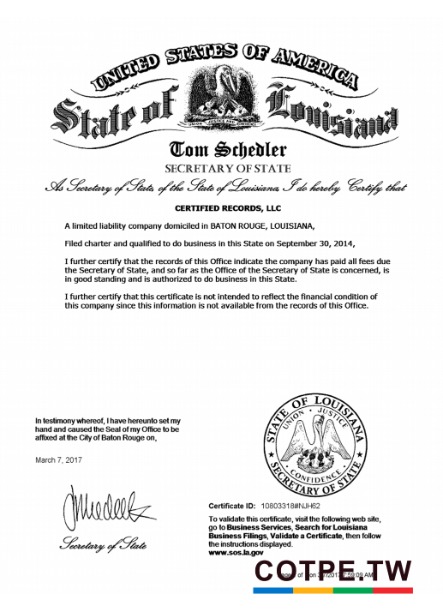 UNITED STATES OF AMERICA
State of Louisiana
Tom Schedler
SECRETARY OF STATE
As Secretary of State, of the State of Louisiana, I do hereby Certify that
CERTIFIED RECORDS, LLC
A limited liability company domiciled in BATON ROUGE, LOUISIANA,
Filed charter and qualified to do business in this State on September 30, 2014,
I further certify that the records of this Office indicate the company has paid all fees due
the Secretary of State, and so far as the Office of the Secretary of State is concerned, is
in good standing and is authorized to do business in this State.
I further certify that this certificate is not intended to reflect the financial condition of
this company since this information is not available from the records of this Office.
In testimony whereof, I have hereunto set my
hand and caused the Seal of my Office to be
affixed at the City of Baton Rouge on,
March 7, 2017
Secretary of State
STATE OF LOUISIANA
UNION · JUSTICE
· CONFIDENCE ·
SECRETARY OF STATE
Certificate ID: 10803318#NJH62
To validate this certificate, visit the following web site,
go to Business Services, Search for Louisiana
Business Filings, Validate a Certificate, then follow
the instructions displayed.
www.sos.la.gov
COTPE.TW